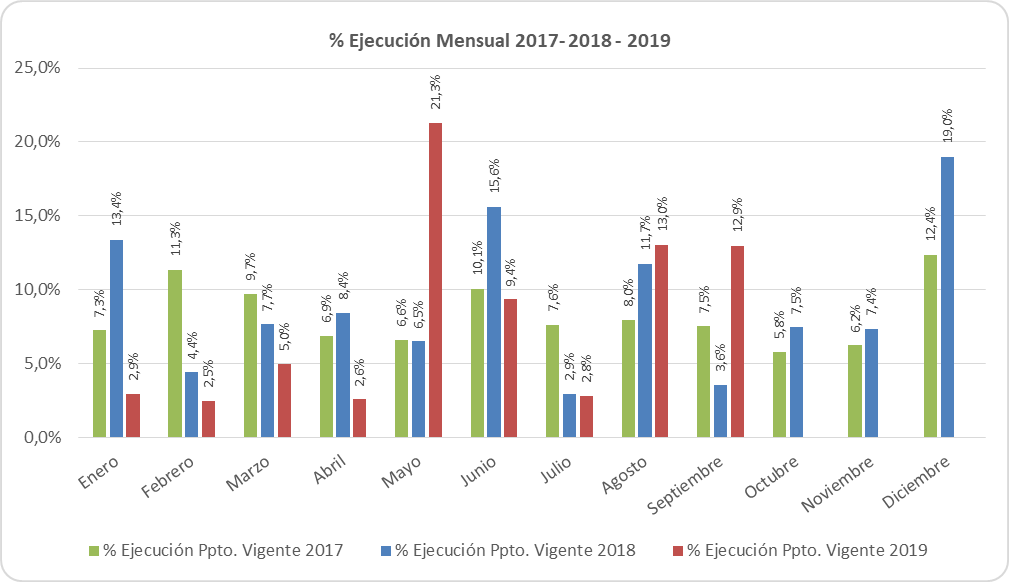 % Ejecución Mensual 2017- 2018 - 2019
25,0%
20,0%
15,0%
10,0%
5,0%
0,0%
7,3%
13,4%
2,9%
11,3%
4,4%
2,5%
9,7%
7,7%
5,0%
6,9%
8,4%
2,6%
6,6%
6,5%
21,3%
10,1%
15,6%
9,4%
7,6%
2,9%
2,8%
8,0%
11,7%
13,0%
7,5%
3,6%
12,9%
5,8%
7,5%
6,2%
7,4%
12,4%
19,0%
Enero
Febrero
Marzo
Abril
Mayo
Junio
Julio
Agosto
Septiembre
Octubre
Noviembre
Diciembre
% Ejecución Ppto. Vigente 2017
% Ejecución Ppto. Vigente 2018
% Ejecución Ppto. Vigente 2019